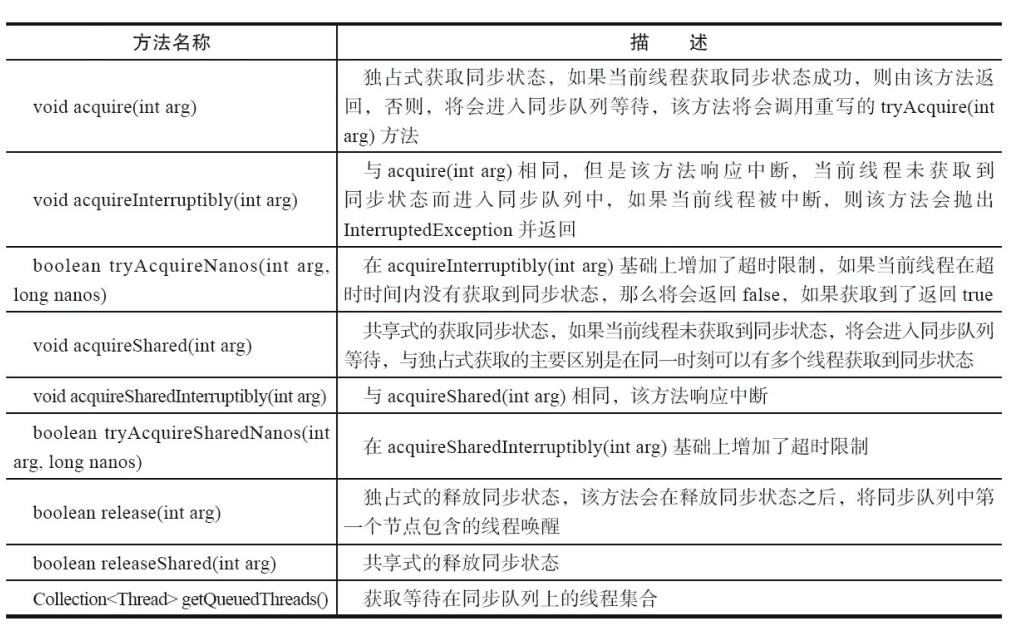 方法名称
描 述
void acquire(int arg)
独占式获取同步状态，如果当前线程获取同步状态成功，则由该方法返
回，否则，将会进入同步队列等待，该方法将会调用重写的 tryAcquire(int
arg) 方法
void acquireInterruptibly(int arg)
与 acquire(int arg) 相同，但是该方法响应中断，当前线程未获取到
同步状态而进入同步队列中，如果当前线程被中断，则该方法会抛出
InterruptedException 并返回
boolean tryAcquireNanos(int arg,
long nanos)
在 acquireInterruptibly(int arg) 基础上增加了超时限制，如果当前线程在超
时时间内没有获取到同步状态，那么将会返回 false，如果获取到了返回 true
void acquireShared(int arg)
共享式的获取同步状态，如果当前线程未获取到同步状态，将会进入同步队列
等待，与独占式获取的主要区别是在同一时刻可以有多个线程获取到同步状态
void acquireSharedInterruptibly(int arg)
与 acquireShared(int arg) 相同，该方法响应中断
boolean tryAcquireSharedNanos(int
arg, long nanos)
在 acquireSharedInterruptibly(int arg) 基础上增加了超时限制
boolean release(int arg)
独占式的释放同步状态，该方法会在释放同步状态之后，将同步队列中第
一个节点包含的线程唤醒
boolean releaseShared(int arg)
共享式的释放同步状态
Collection<Thread> getQueuedThreads()
获取等待在同步队列上的线程集合